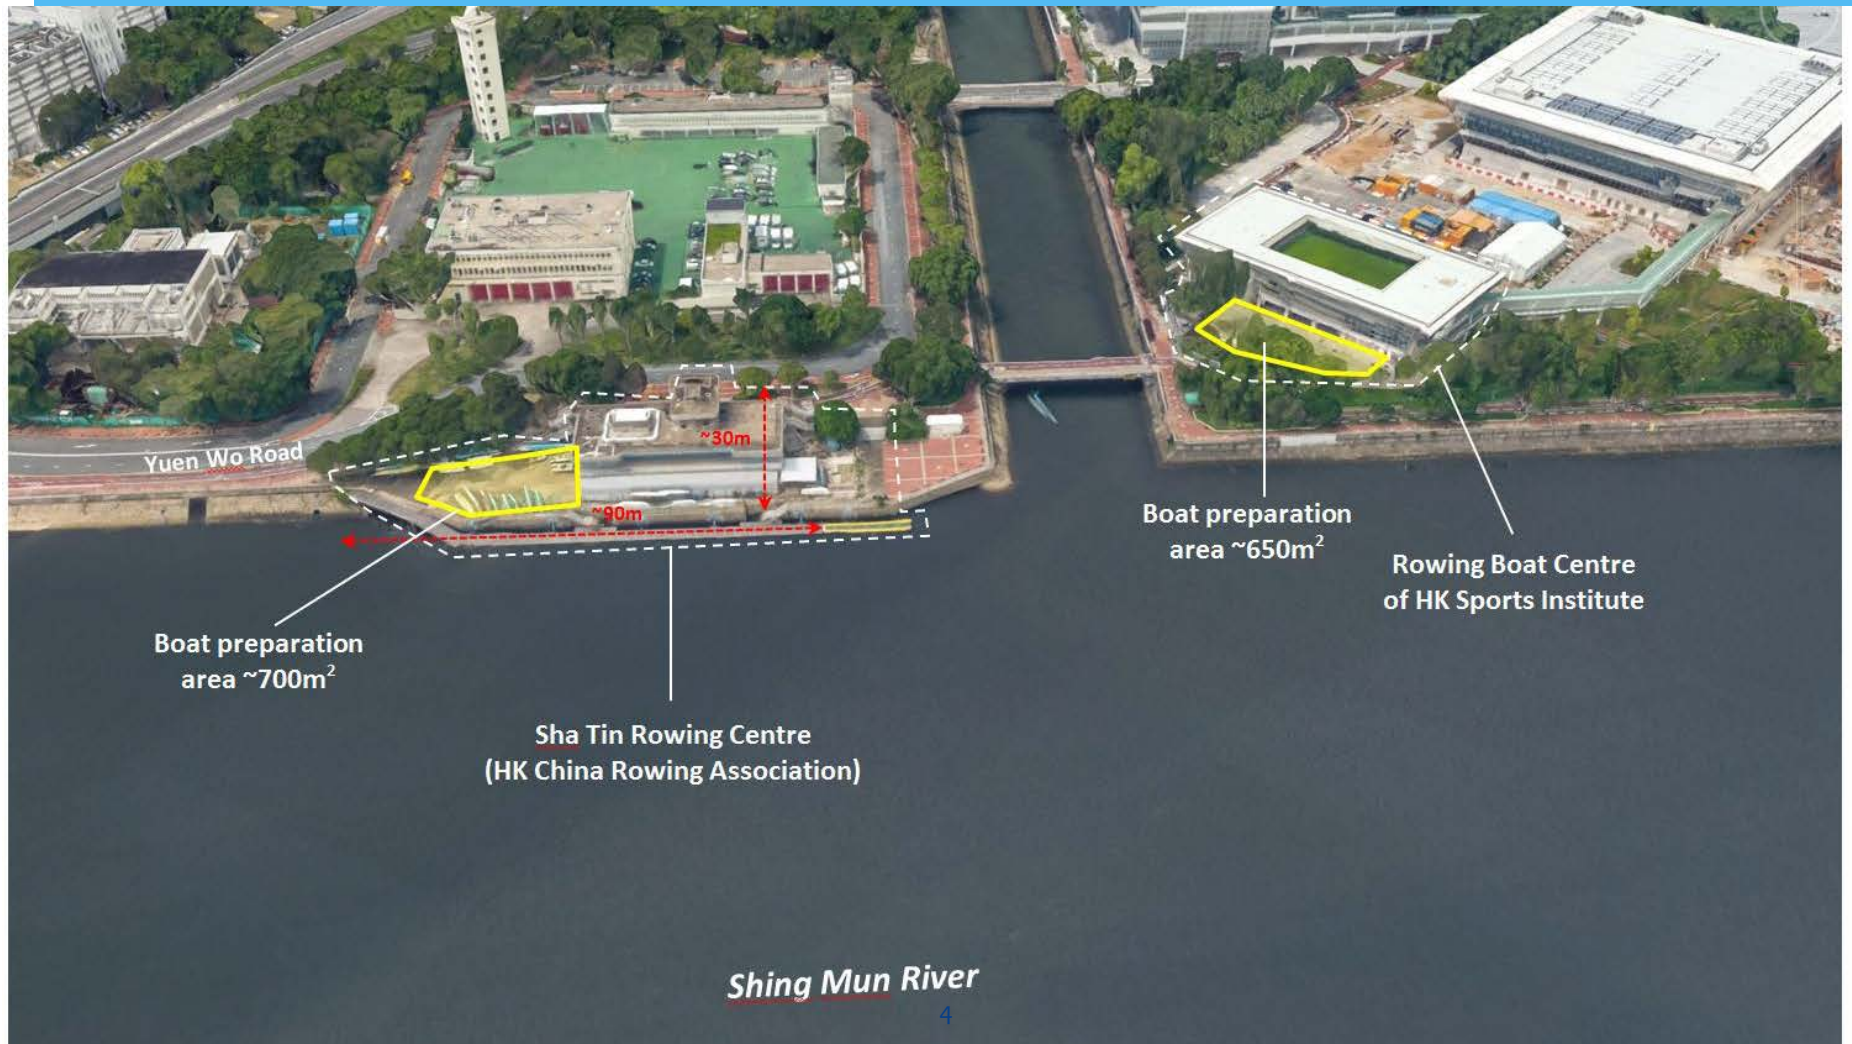 ~30m
Yuen Wo Road
~90m
Boat preparation
area ~650m²
Rowing Boat Centre
of HK Sports Institute
Boat preparation
area ~700m²
Sha Tin Rowing Centre
(HK China Rowing Association)
Shing Mun River
4